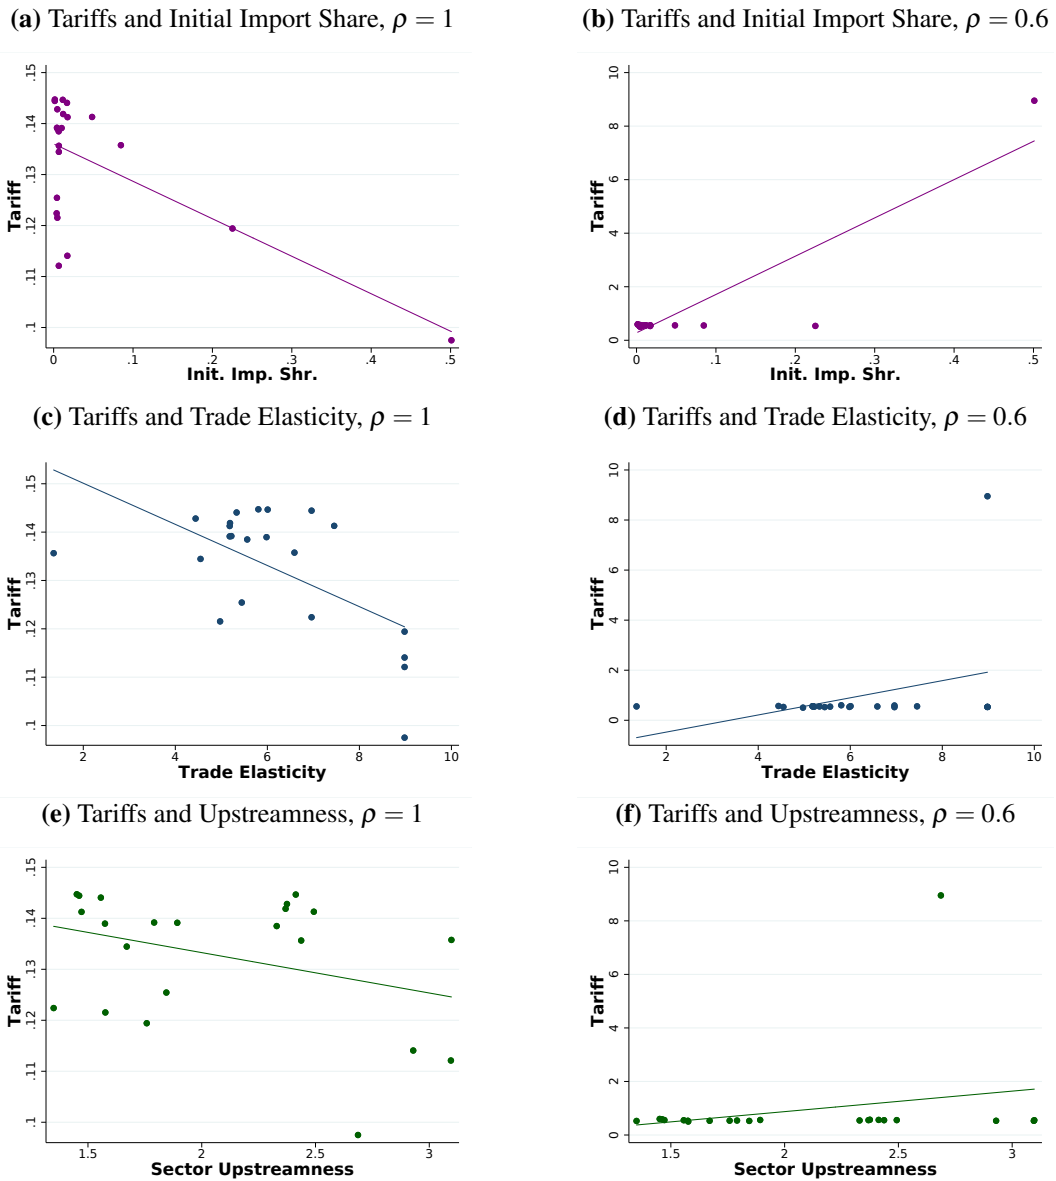 (a) Tariffs and Initial Import Share, ρ = 1
(b) Tariffs and Initial Import Share, ρ = 0.6
Tariff
.15
.14
.13
.12
.11
.1
0 .1 .2 .3 .4 .5
Init. Imp. Shr.
Tariff
10
8
6
4
2
0
0 .1 .2 .3 .4 .5
Init. Imp. Shr.
(c) Tariffs and Trade Elasticity, ρ = 1
(d) Tariffs and Trade Elasticity, ρ = 0.6
Tariff
.15
.14
.13
.12
.11
.1
2 4 6 8 10
Trade Elasticity
Tariff
10
8
6
4
2
0
2 4 6 8 10
Trade Elasticity
(e) Tariffs and Upstreamness, ρ = 1
(f) Tariffs and Upstreamness, ρ = 0.6
Tariff
.15
.14
.13
.12
.11
.1
1.5 2 2.5 3
Sector Upstreamness
Tariff
10
8
6
4
2
0
1.5 2 2.5 3
Sector Upstreamness